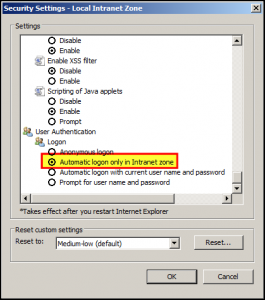 Security Settings - Local Intranet Zone
Settings
Disable
Enable
Enable XSS filter
Disable
Enable
Scripting of Java applets
Disable
Enable
Prompt
User Authentication
Logon
Anonymous logon
Automatic logon only in Intranet zone
Automatic logon with current user name and password
Prompt for user name and password
*Takes effect after you restart Internet Explorer
Reset custom settings
Reset to:
Medium-low (default)
Reset...
OK
Cancel